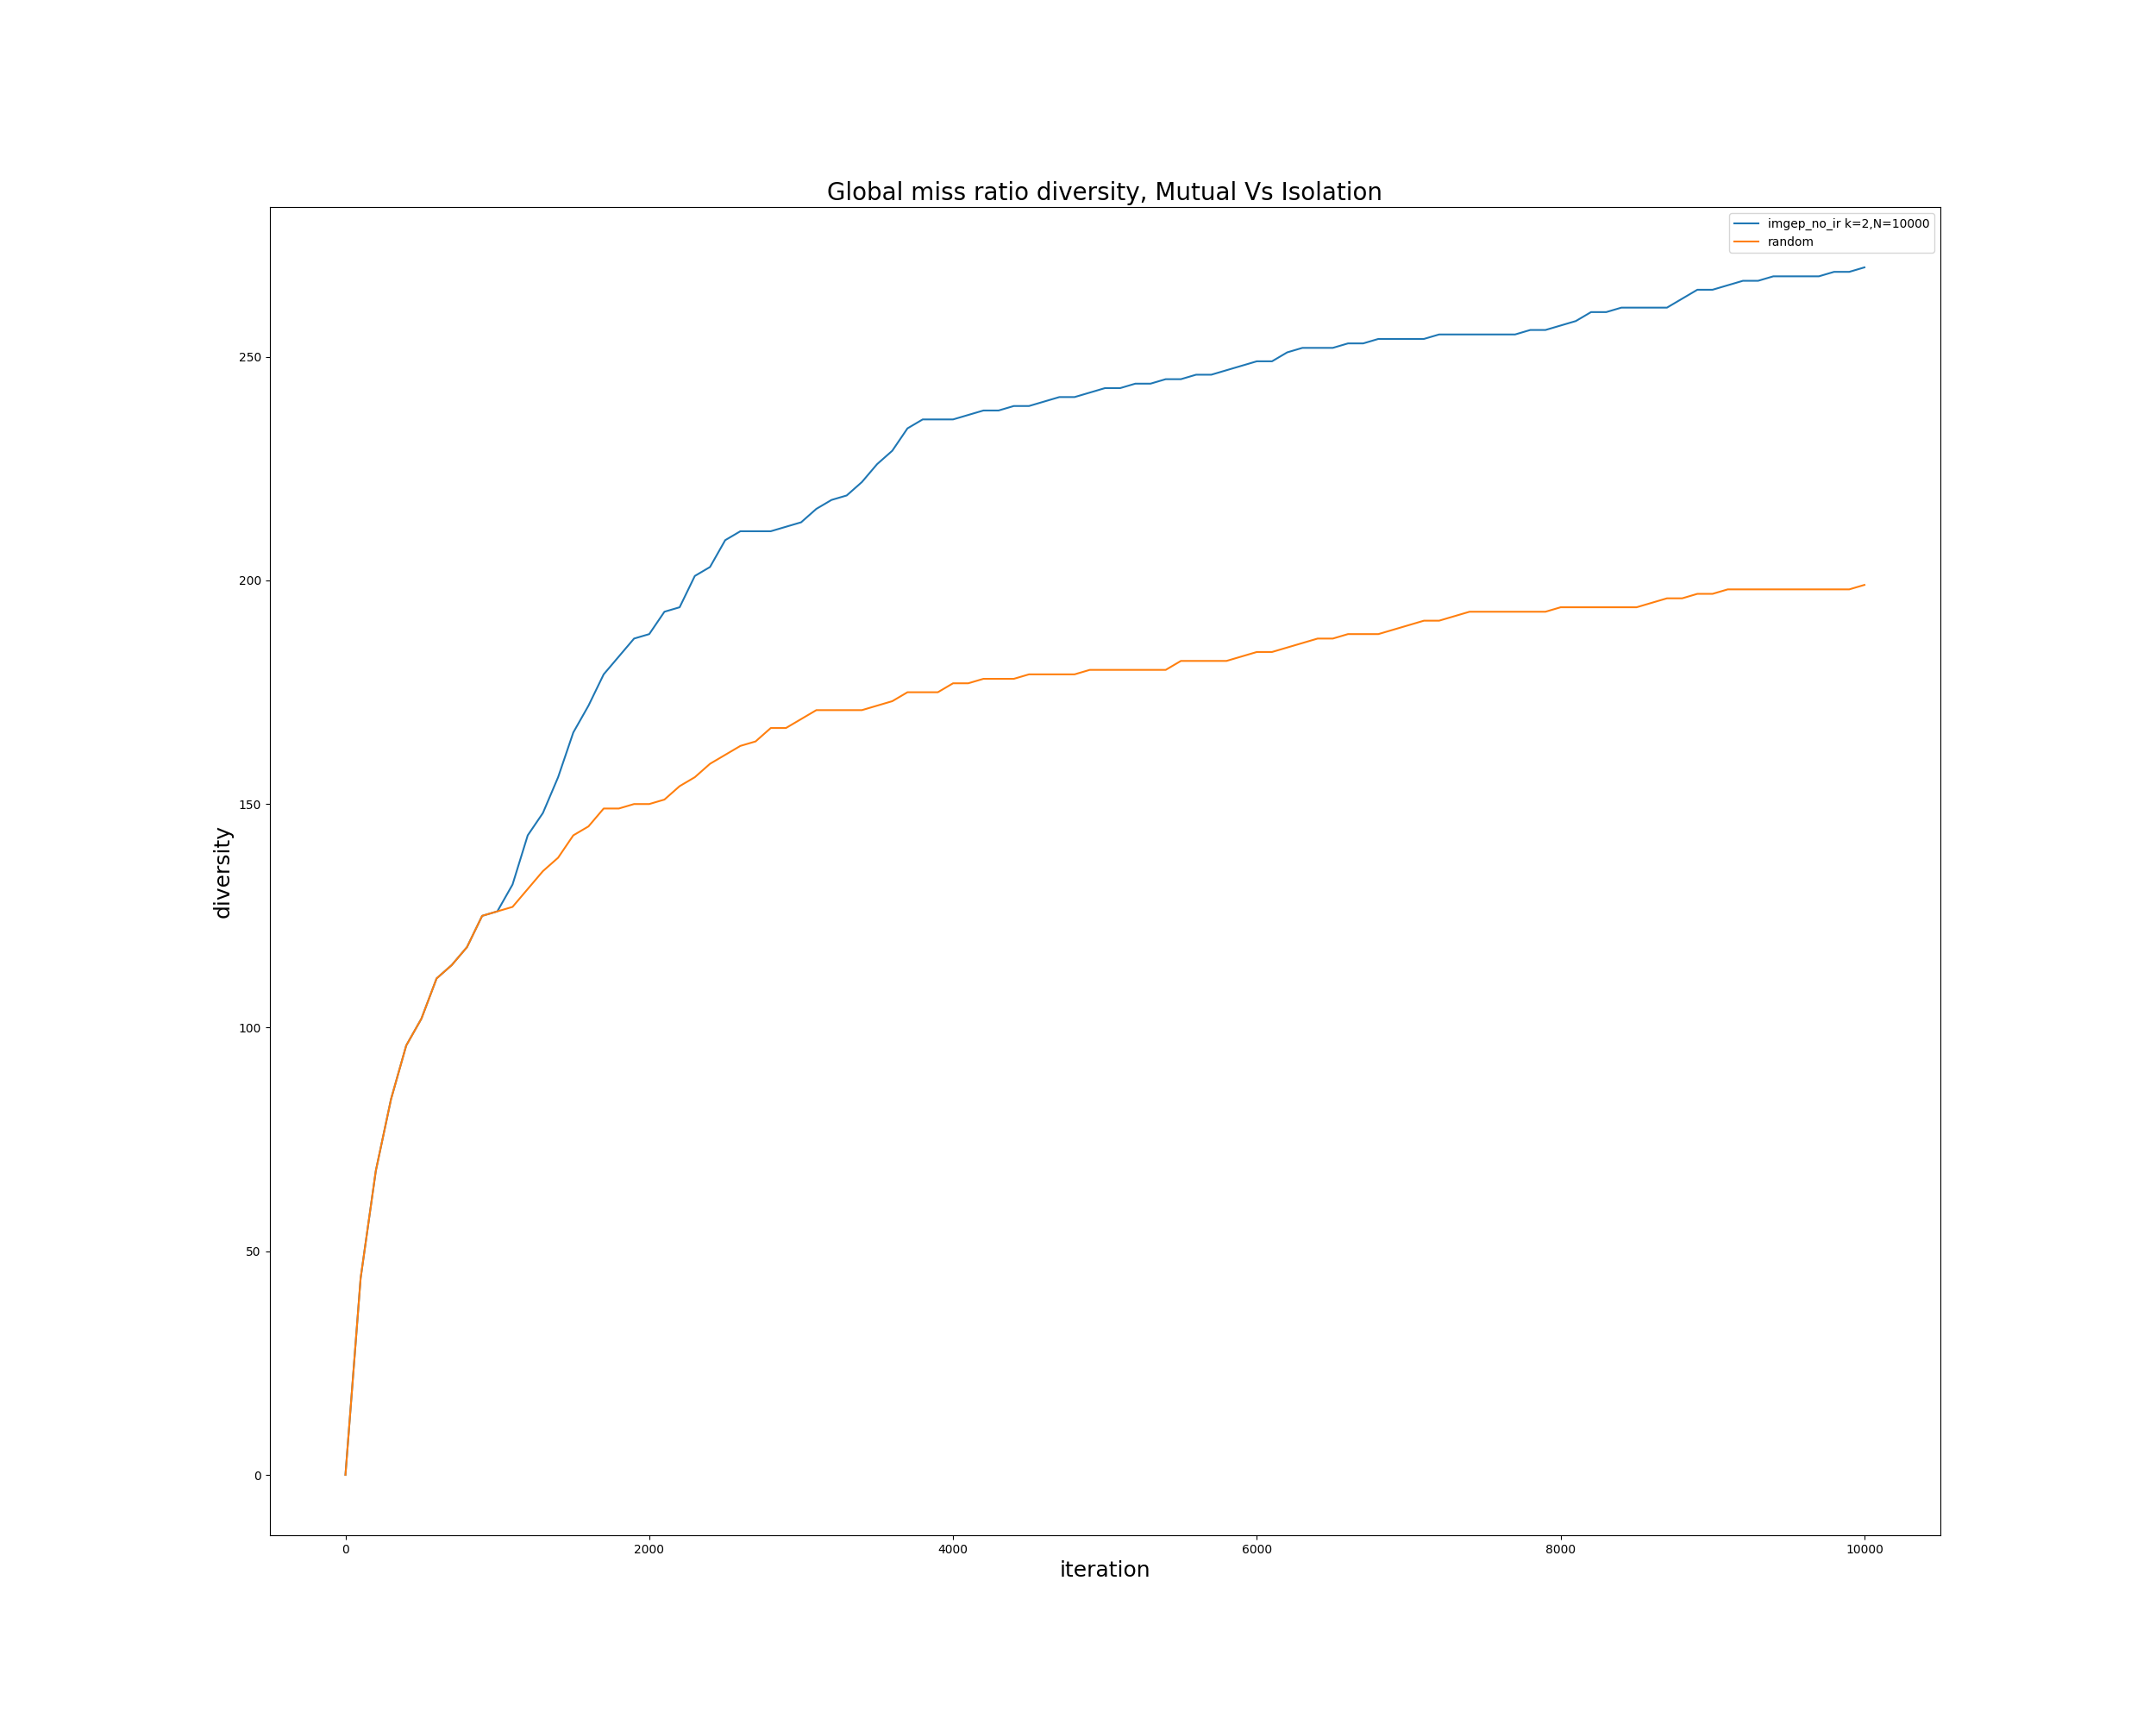 Global miss ratio diversity, Mutual Vs Isolation
imgep_no_ir k=2,N=10000
random
250
200
150
100
50
0
diversity
0 2000 4000 6000 8000 10000
iteration